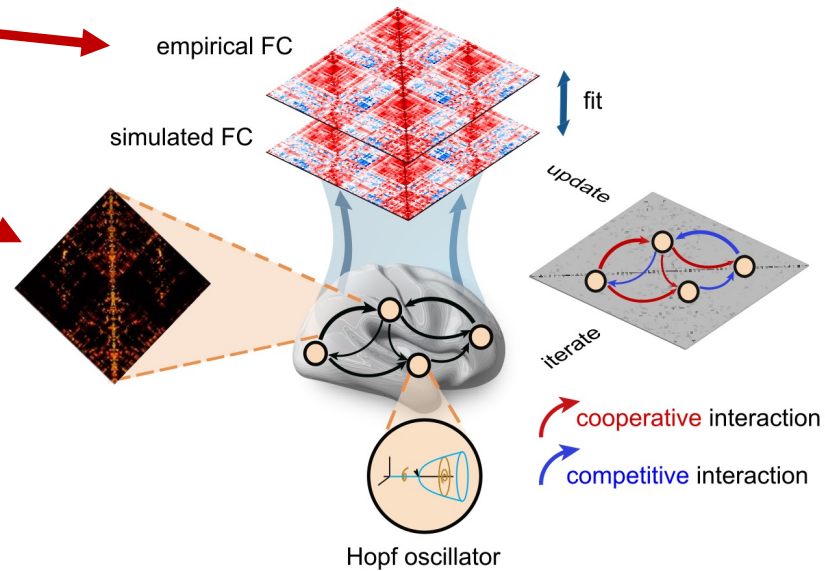 empirical FC
fit
simulated FC
update
iterate
cooperative interaction
competitive interaction
Hopf oscillator